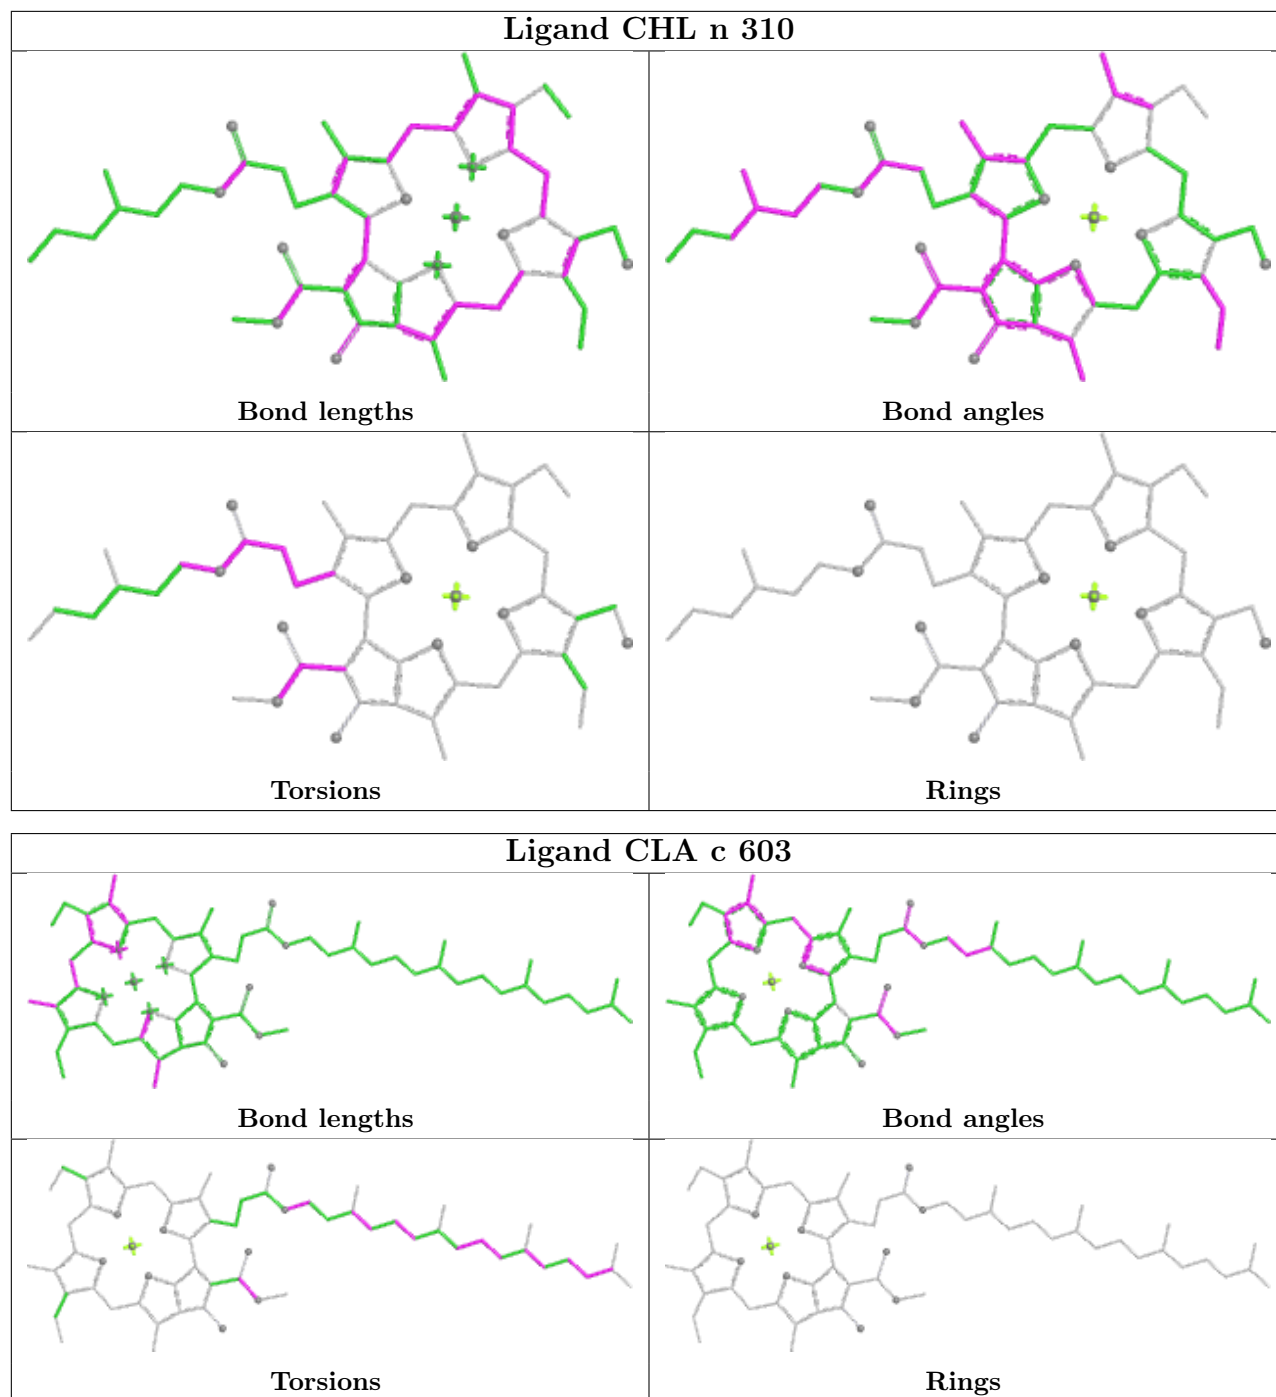 Ligand CHL n 310
Bond lengths
Bond angles
Torsions
Rings
Ligand CLA c 603
Bond lengths
Bond angles
Torsions
Rings